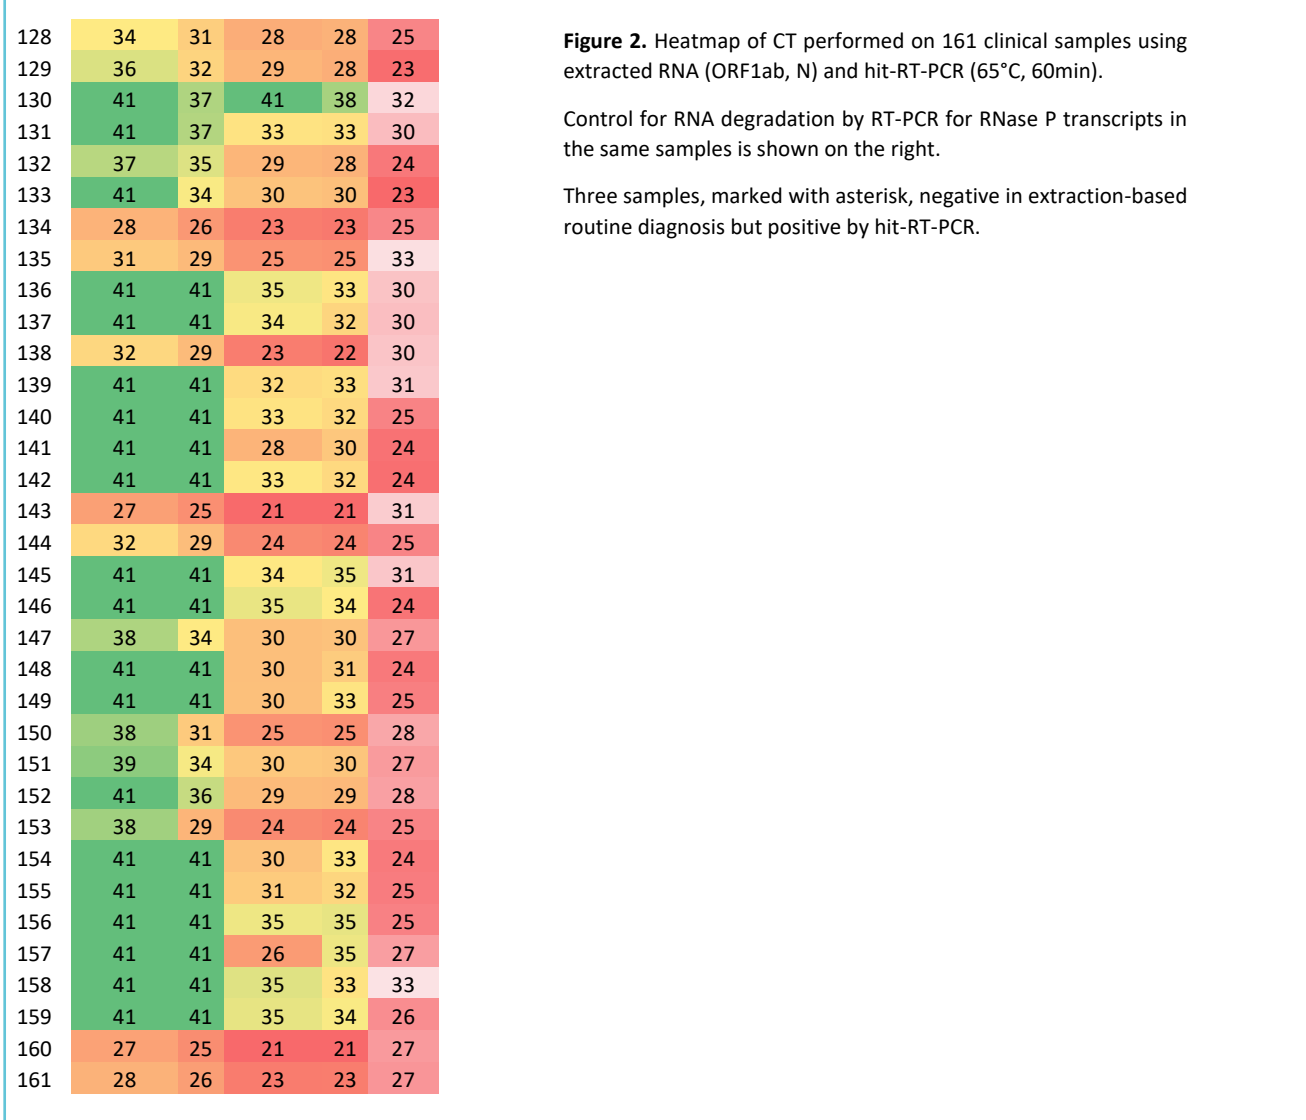 128 34 31 28 28 25
129 36 32 29 28 23
130 41 37 41 38 32
131 41 37 33 33 30
132 37 35 29 28 24
133 41 34 30 30 23
134 28 26 23 23 25
135 31 29 25 25 33
136 41 41 35 33 30
137 41 41 34 32 30
138 32 29 23 22 30
139 41 41 32 33 31
140 41 41 33 32 25
141 41 41 28 30 24
142 41 41 33 32 24
143 27 25 21 21 31
144 32 29 24 24 25
145 41 41 34 35 31
146 41 41 35 34 24
147 38 34 30 30 27
148 41 41 30 31 24
149 41 41 30 33 25
150 38 31 25 25 28
151 39 34 30 30 27
152 41 36 29 29 28
153 38 29 24 24 25
154 41 41 30 33 24
155 41 41 31 32 25
156 41 41 35 35 25
157 41 41 26 35 27
158 41 41 35 33 33
159 41 41 35 34 26
160 27 25 21 21 27
161 28 26 23 23 27
Figure 2. Heatmap of CT performed on 161 clinical samples using
extracted RNA (ORF1ab, N) and hit-RT-PCR (65°C, 60min).
Control for RNA degradation by RT-PCR for RNase P transcripts in
the same samples is shown on the right.
Three samples, marked with asterisk, negative in extraction-based
routine diagnosis but positive by hit-RT-PCR.